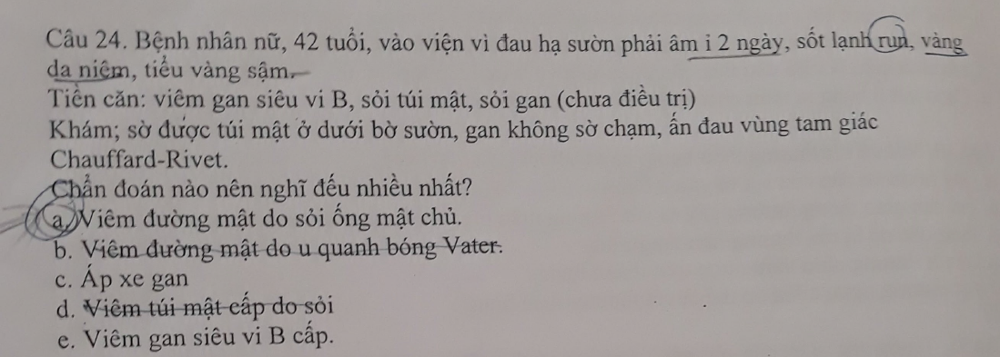 Câu 24. Bệnh nhân nữ, 42 tuổi, vào viện vì đau hạ sườn phải âm ỉ 2 ngày, sốt lạnh run, vàng
da niêm, tiểu vàng sậm.
Tiền căn: viêm gan siêu vi B, sỏi túi mật, sỏi gan (chưa điều trị)
Khám; sờ được túi mật ở dưới bờ sườn, gan không sờ chạm, ấn đau vùng tam giác
Chauffard-Rivet.
Chẩn đoán nào nên nghĩ đếu nhiều nhất?
a. Viêm đường mật do sỏi ống mật chủ.
b. Viêm đường mật do u quanh bóng Vater.
c. Áp xe gan
d. Viêm túi mật cấp do sỏi
e. Viêm gan siêu vi B cấp.